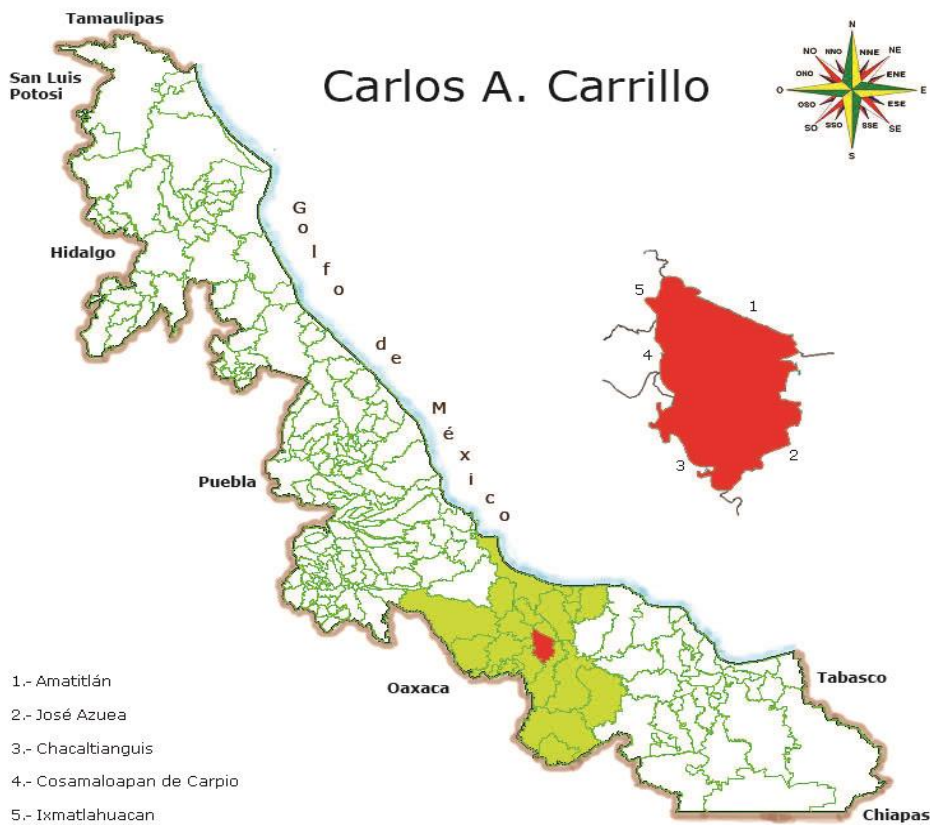 Tamaulipas
San Luis
Potosi
Carlos A. Carrillo
N
NNO
NNE
NO
NE
ONO
ENE
O
E
OSO
ESE
SO
SSO
SSE
SE
S
Hidalgo
Golfo de México
5
1
4
3
2
Puebla
Oaxaca
Tabasco
Chiapas
1.- Amatitlán
2.- José Azuea
3.- Chacaltianguis
4.- Cosamaloapan de Carpio
5.- Ixmatlahuacan